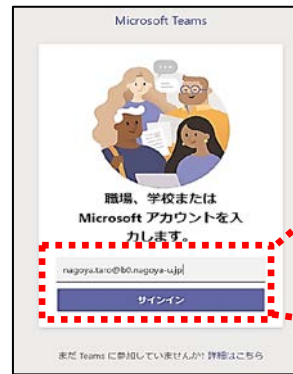 Microsoft Teams
職場、学校または
Microsoft アカウントを入
力します。
nagoya.taro@b0.nagoya-u.jp
サインイン
まだ Teams に参加していませんか? 詳細はこちら